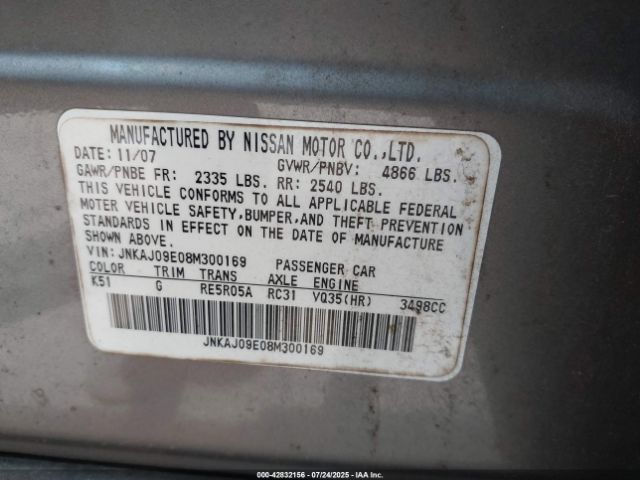 MANUFACTURED BY NISSAN MOTOR CO.,LTD.
DATE: 11/07 GVWR/PNBV: 4866 LBS.
GAWR/PNBE FR: 2335 LBS. RR: 2540 LBS.
THIS VEHICLE CONFORMS TO ALL APPLICABLE FEDERAL
MOTOR VEHICLE SAFETY,BUMPER,AND THEFT PREVENTION
STANDARDS IN EFFECT ON THE DATE OF MANUFACTURE
SHOWN ABOVE.
VIN: JNKAJ09E08M300169 PASSENGER CAR
COLOR TRIM TRANS AXLE ENGINE
K51 G RE5R05A RC31 VQ35(HR) 3498CC
JNKAJ09E08M300169
000-42832156 - 07/24/2025 - © IAA Inc.